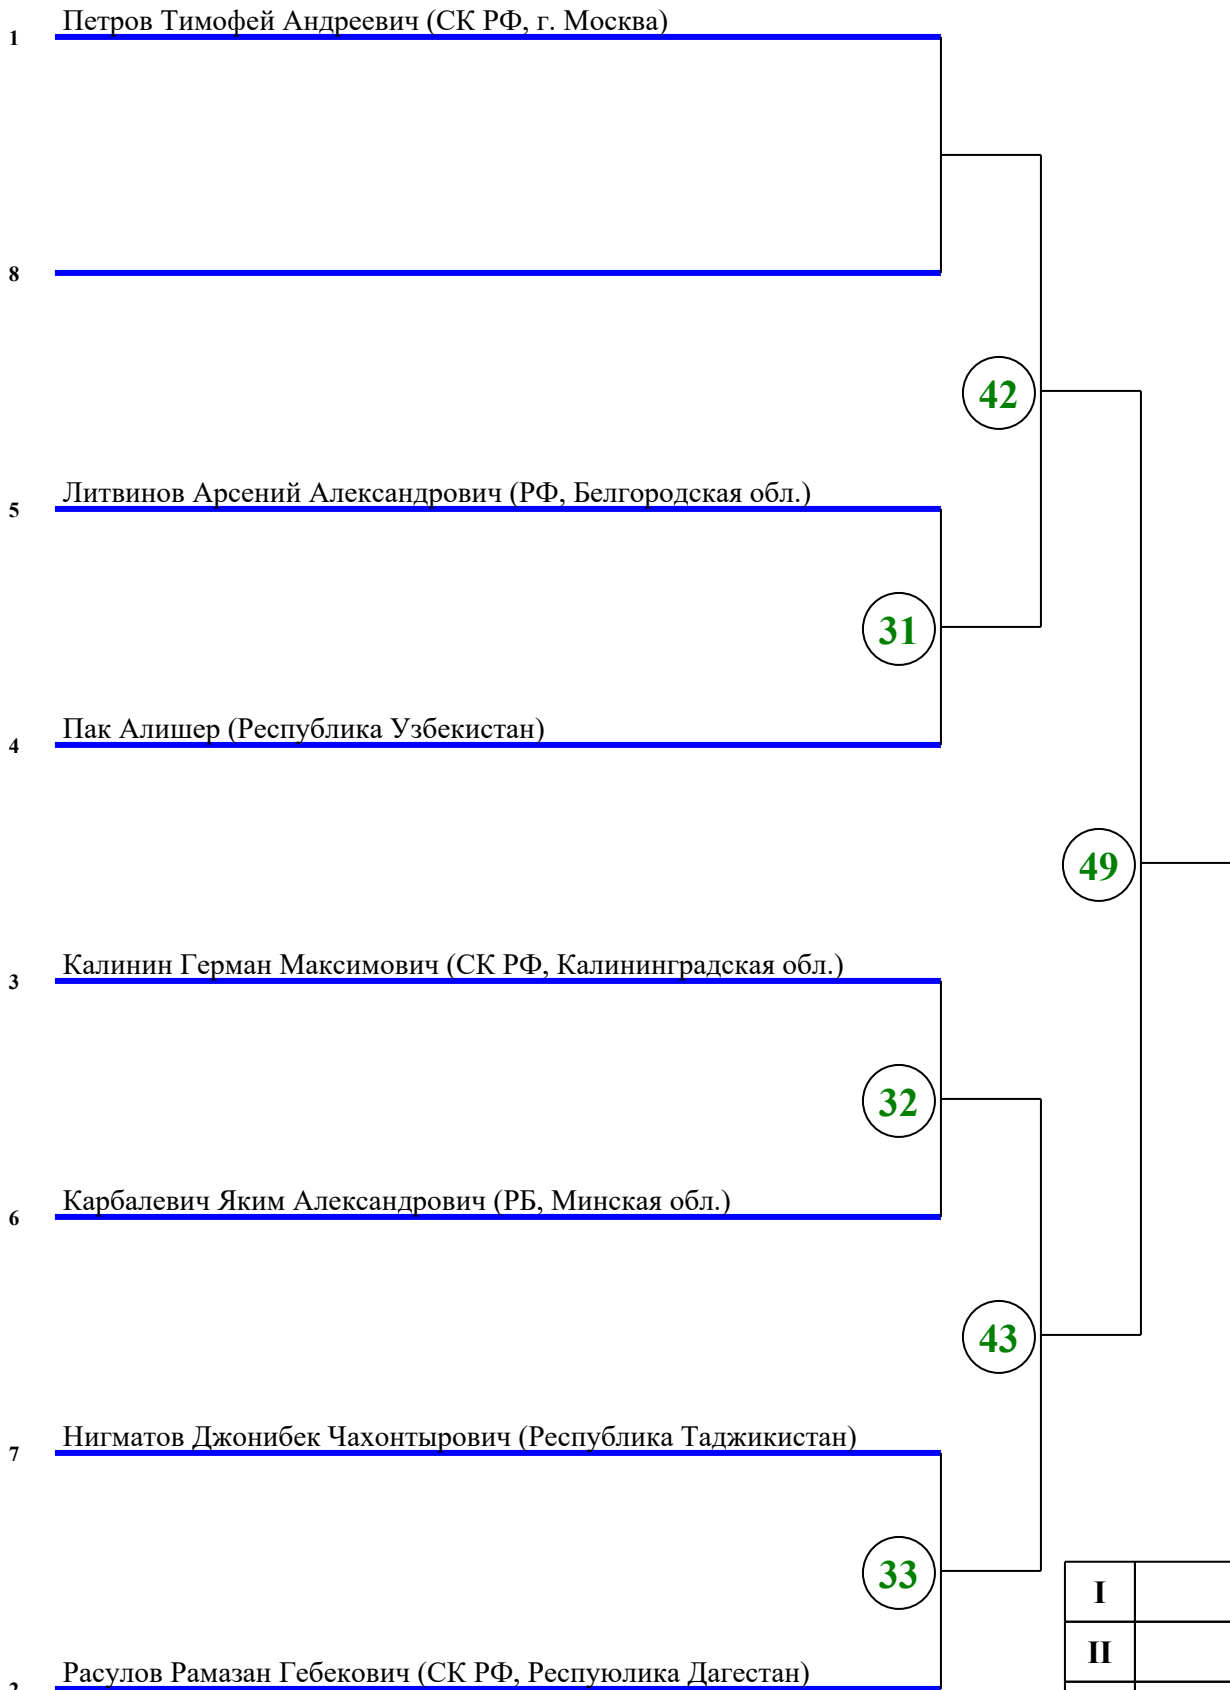 Петров Тимофей Андреевич (СК РФ, г. Москва)
1
8
42
Литвинов Арсений Александрович (РФ, Белгородская обл.)
5
31
Пак Алишер (Республика Узбекистан)
4
49
Калинин Герман Максимович (СК РФ, Калининградская обл.)
3
32
Карбалевич Яким Александрович (РБ, Минская обл.)
6
43
Нигматов Джонибек Чахонтырович (Республика Таджикистан)
7
33
I
II
Расулов Рамазан Гебекович (СК РФ, Респуюлика Дагестан)
2